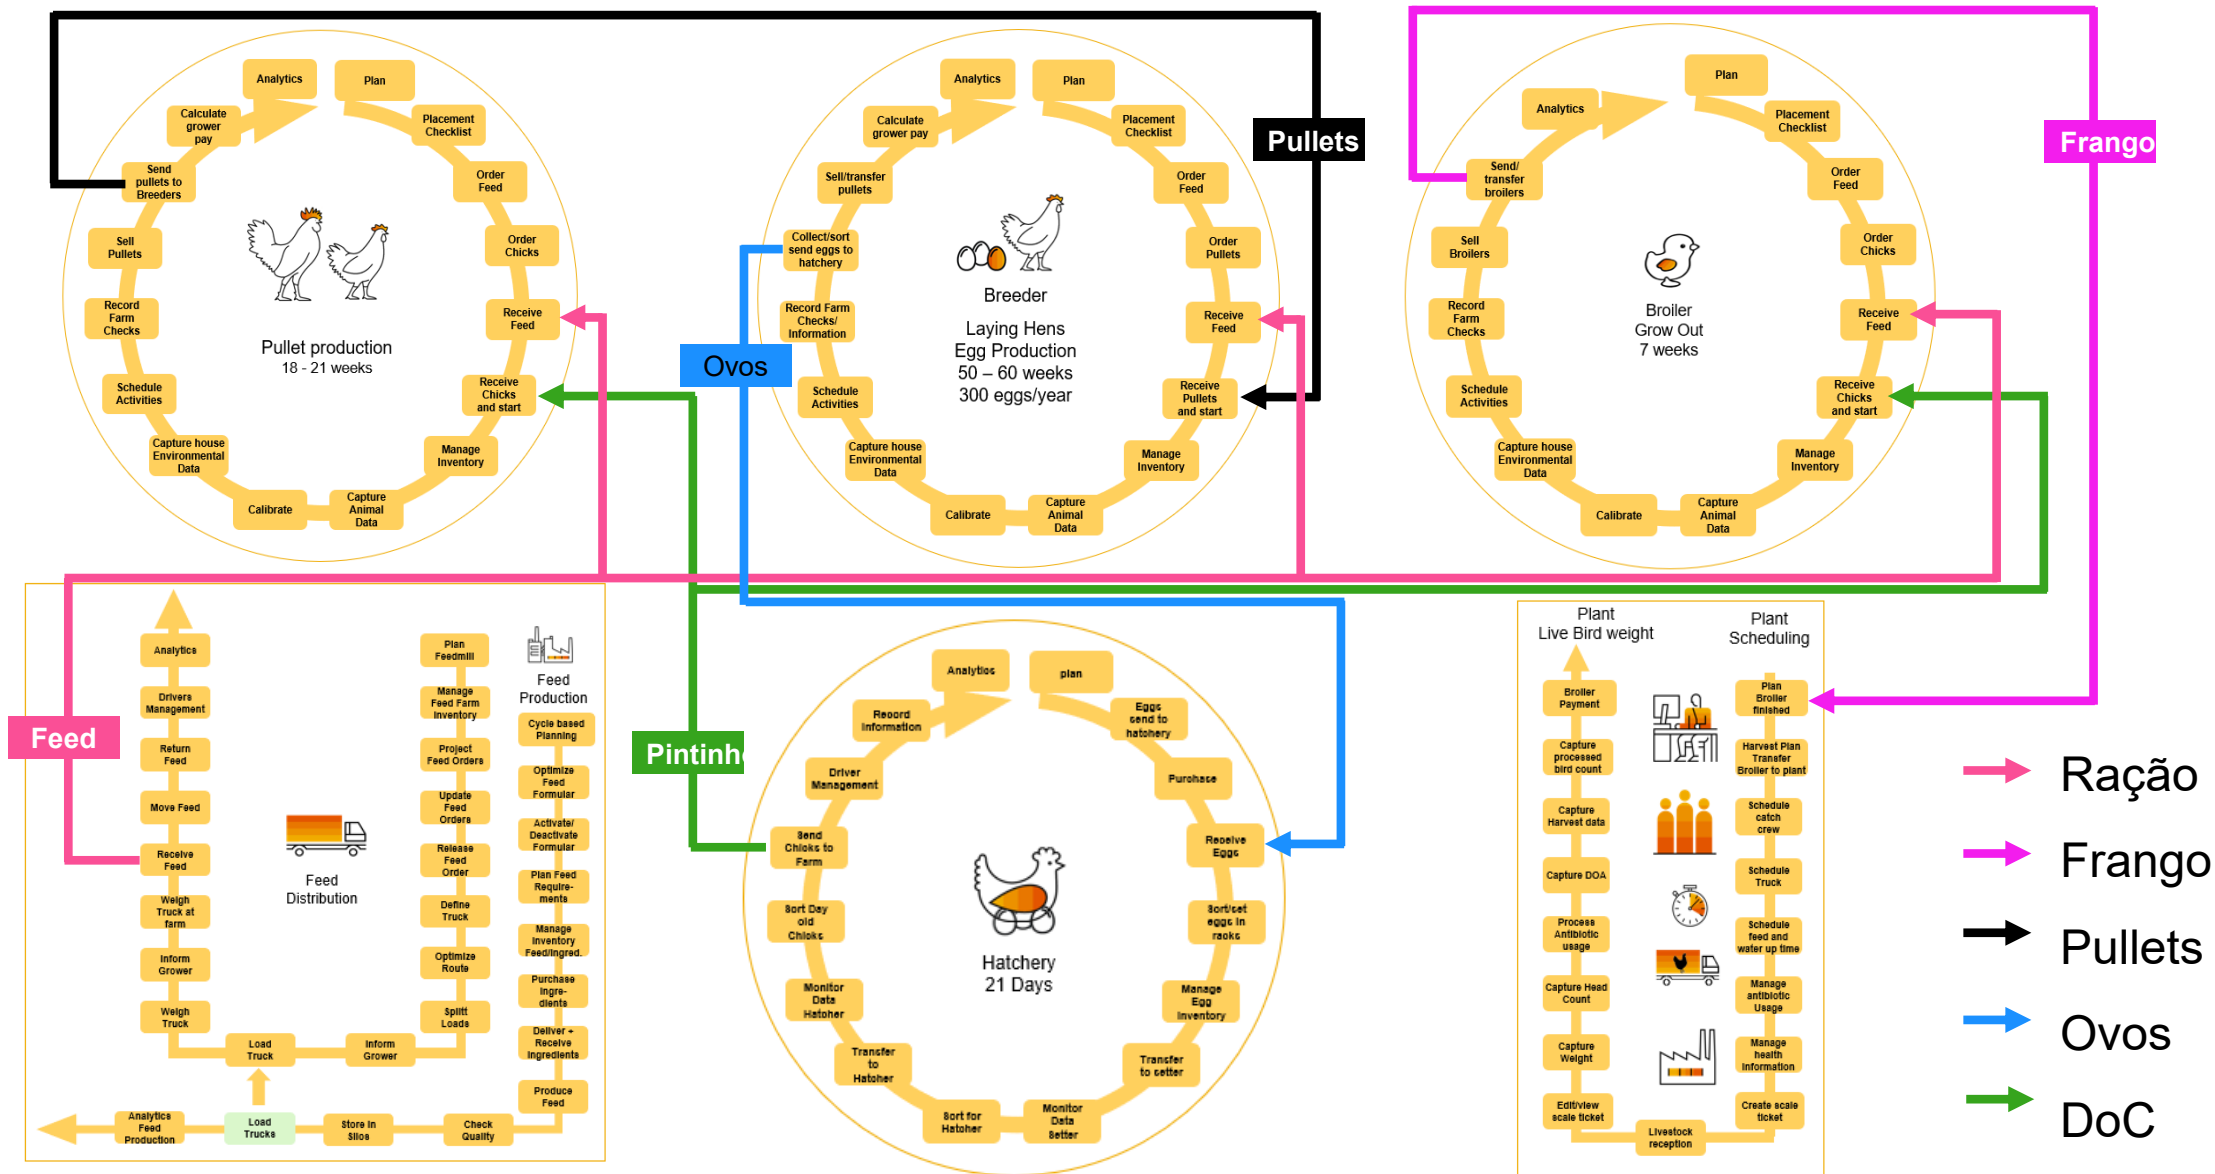 Analytics
Plan
Placement
Checklist
Order
Feed
Order
Chicks
Receive
Feed
Receive
Chicks
and start
Manage
Inventory
Capture
Animal
Data
Calibrate
Capture house
Environmental
Data
Schedule
Activities
Record
Farm
Checks
Sell
Pullets
Send
pullets to
Breeders
Calculate
grower
pay
Pullet production
18 - 21 weeks
Analytics
Plan
Placement
Checklist
Order
Feed
Order
Pullets
Receive
Feed
Receive
Pullets
and start
Manage
Inventory
Capture
Animal
Data
Calibrate
Capture house
Environmental
Data
Schedule
Activities
Record Farm
Checks/
Information
Collect/sort
send eggs to
hatchery
Sell/transfer
pullets
Calculate
grower pay
Breeder
Laying Hens
Egg Production
50 – 60 weeks
300 eggs/year
Pullets
Ovos
Analytics
Plan
Placement
Checklist
Order
Feed
Order
Chicks
Receive
Feed
Receive
Chicks
and start
Manage
Inventory
Capture
Animal
Data
Calibrate
Capture house
Environmental
Data
Schedule
Activities
Record
Farm
Checks
Sell
Broilers
Send/
transfer
broilers
Broiler
Grow Out
7 weeks
Frango
Feed
Analytics
Drivers
Management
Return
Feed
Move Feed
Receive
Feed
Weigh
Truck at
farm
Inform
Grower
Weigh
Truck
Load
Truck
Inform
Grower
Splitt
Loads
Optimize
Route
Define
Truck
Release
Feed
Order
Update
Feed
Orders
Project
Feed Orders
Manage
Feed Farm
Inventory
Plan
Feedmill
Feed
Distribution
Feed
Production
Cycle based
Planning
Optimize
Feed
Formular
Activate/
Deactivate
Formular
Plan Feed
Require-
ments
Manage
Inventory
Feed/Ingred.
Purchase
Ingre-
dients
Deliver +
Receive
Ingredients
Produce
Feed
Check
Quality
Store in
Silos
Load
Trucks
Analytics
Feed
Production
Pintinh
Analytics
plan
Eggs
send to
hatchery
Purchase
Receive
Eggs
Sort/set
eggs in
racks
Manage
Egg
Inventory
Transfer
to setter
Monitor
Data
Setter
Sort for
Hatcher
Transfer
to
Hatcher
Monitor
Data
Hatcher
Sort Day
old
Chicks
Send
Chicks to
Farm
Driver
Management
Record
Information
Hatchery
21 Days
Plant
Live Bird weight
Plant
Scheduling
Broiler
Payment
Capture
processed
bird count
Capture
Harvest data
Capture DOA
Process
Antibiotic
usage
Capture Head
Count
Capture
Weight
Edit/view
scale ticket
Livestock
reception
Plan
Broiler
finished
Harvest Plan
Transfer
Broiler to plant
Schedule
catch
crew
Schedule
Truck
Schedule
feed and
water up time
Manage
antibiotic
Usage
Manage
health
Information
Create scale
ticket
Ração
Frango
Pullets
Ovos
DoC